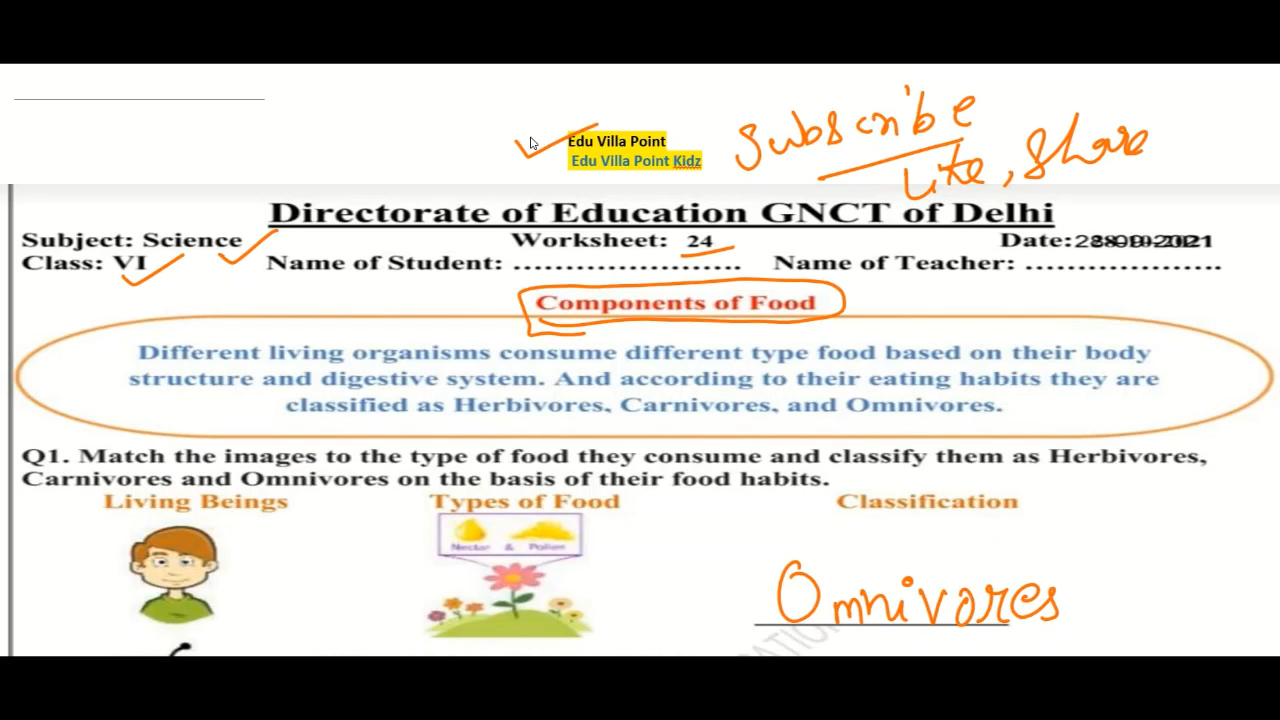 Edu Villa Point
Edu Villa Point Kidz
Subscribe
Like, Share
Directorate of Education GNCT of Delhi
Subject: Science Worksheet: 24 Date:
Class: VI Name of Student: ........................ Name of Teacher: ....................
Components of Food
Different living organisms consume different type food based on their body
structure and digestive system. And according to their eating habits they are
classified as Herbivores, Carnivores, and Omnivores.
Q1. Match the images to the type of food they consume and classify them as Herbivores,
Carnivores and Omnivores on the basis of their food habits.
Living Beings Types of Food Classification
Nectar & Pollen
Omnivores